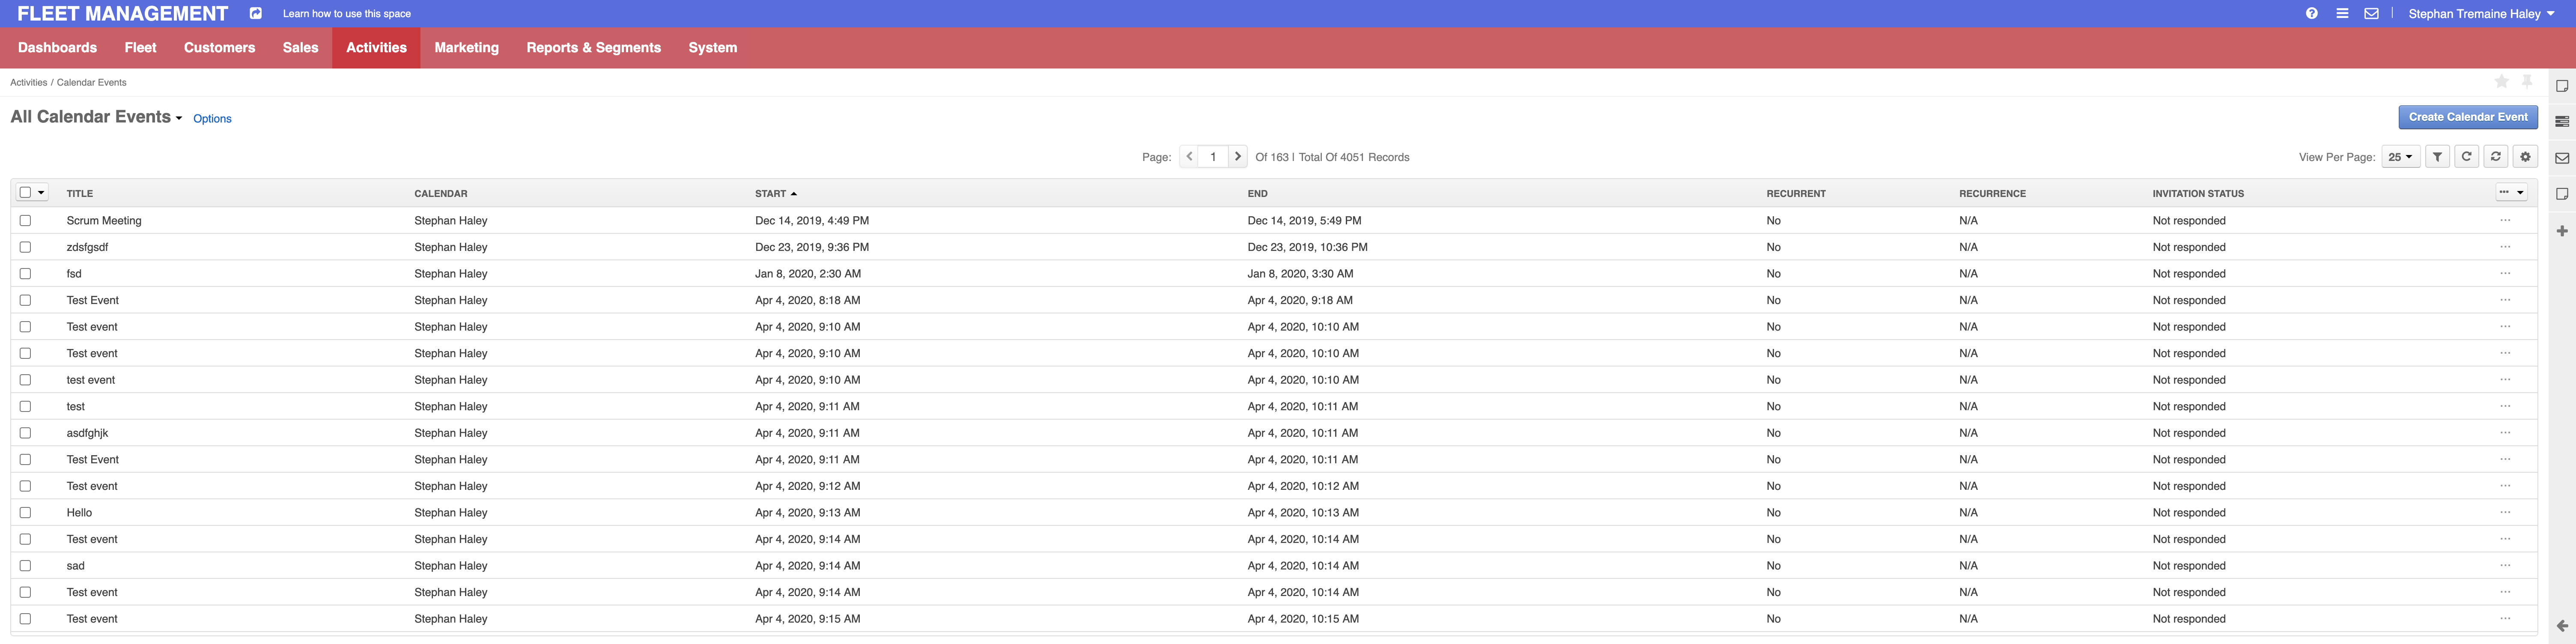 FLEET MANAGEMENT Learn how to use this space Stephan Tremaine Haley
Dashboards Fleet Customers Sales Activities Marketing Reports & Segments System
Activities / Calendar Events
All Calendar Events Options Create Calendar Event
Page: 1 Of 163 | Total Of 4051 Records View Per Page: 25
TITLE CALENDAR START END RECURRENT RECURRENCE INVITATION STATUS
Scrum Meeting Stephan Haley Dec 14, 2019, 4:49 PM Dec 14, 2019, 5:49 PM No N/A Not responded
zdsfgsdf Stephan Haley Dec 23, 2019, 9:36 PM Dec 23, 2019, 10:36 PM No N/A Not responded
fsd Stephan Haley Jan 8, 2020, 2:30 AM Jan 8, 2020, 3:30 AM No N/A Not responded
Test Event Stephan Haley Apr 4, 2020, 8:18 AM Apr 4, 2020, 9:18 AM No N/A Not responded
Test event Stephan Haley Apr 4, 2020, 9:10 AM Apr 4, 2020, 10:10 AM No N/A Not responded
Test event Stephan Haley Apr 4, 2020, 9:10 AM Apr 4, 2020, 10:10 AM No N/A Not responded
test event Stephan Haley Apr 4, 2020, 9:10 AM Apr 4, 2020, 10:10 AM No N/A Not responded
test Stephan Haley Apr 4, 2020, 9:11 AM Apr 4, 2020, 10:11 AM No N/A Not responded
asdfghjk Stephan Haley Apr 4, 2020, 9:11 AM Apr 4, 2020, 10:11 AM No N/A Not responded
Test Event Stephan Haley Apr 4, 2020, 9:11 AM Apr 4, 2020, 10:11 AM No N/A Not responded
Test event Stephan Haley Apr 4, 2020, 9:12 AM Apr 4, 2020, 10:12 AM No N/A Not responded
Hello Stephan Haley Apr 4, 2020, 9:13 AM Apr 4, 2020, 10:13 AM No N/A Not responded
Test event Stephan Haley Apr 4, 2020, 9:14 AM Apr 4, 2020, 10:14 AM No N/A Not responded
sad Stephan Haley Apr 4, 2020, 9:14 AM Apr 4, 2020, 10:14 AM No N/A Not responded
Test event Stephan Haley Apr 4, 2020, 9:14 AM Apr 4, 2020, 10:14 AM No N/A Not responded
Test event Stephan Haley Apr 4, 2020, 9:15 AM Apr 4, 2020, 10:15 AM No N/A Not responded